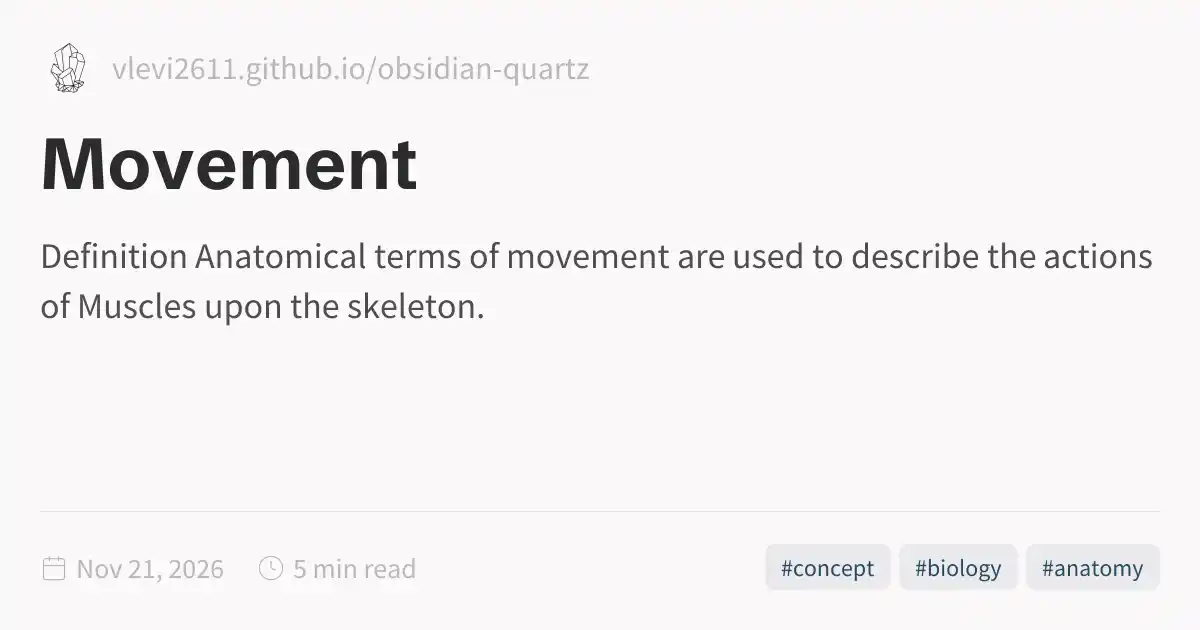 vlevi2611.github.io/obsidian-quartz
Movement
Definition Anatomical terms of movement are used to describe the actions
of Muscles upon the skeleton.
Nov 21, 2026 5 min read #concept #biology #anatomy